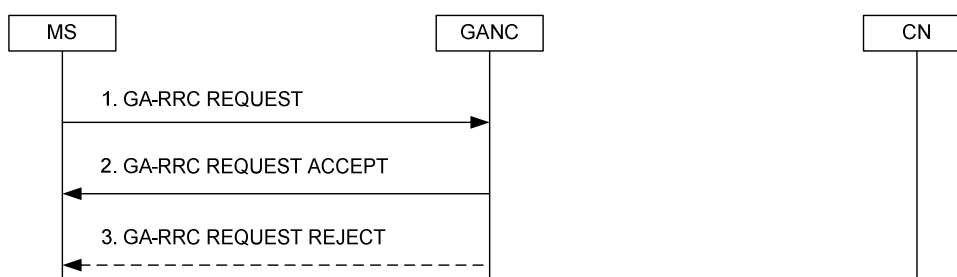 MS
GANC
CN
1. GA-RRC REQUEST
2. GA-RRC REQUEST ACCEPT
3. GA-RRC REQUEST REJECT